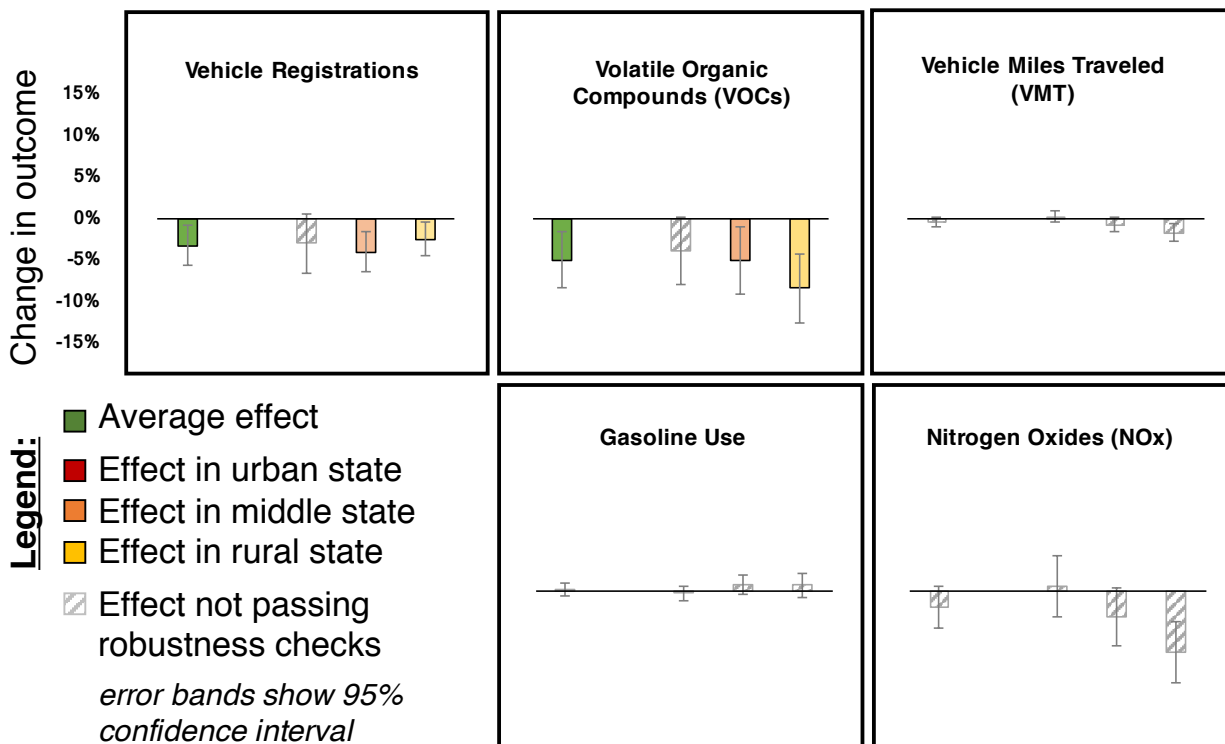 Change in outcome
15%
10%
5%
0%
-5%
-10%
-15%
Vehicle Registrations
Volatile Organic
Compounds (VOCs)
Vehicle Miles Traveled
(VMT)
Legend:
Average effect
Effect in urban state
Effect in middle state
Effect in rural state
Effect not passing
robustness checks
error bands show 95%
confidence interval
Gasoline Use
Nitrogen Oxides (NOx)